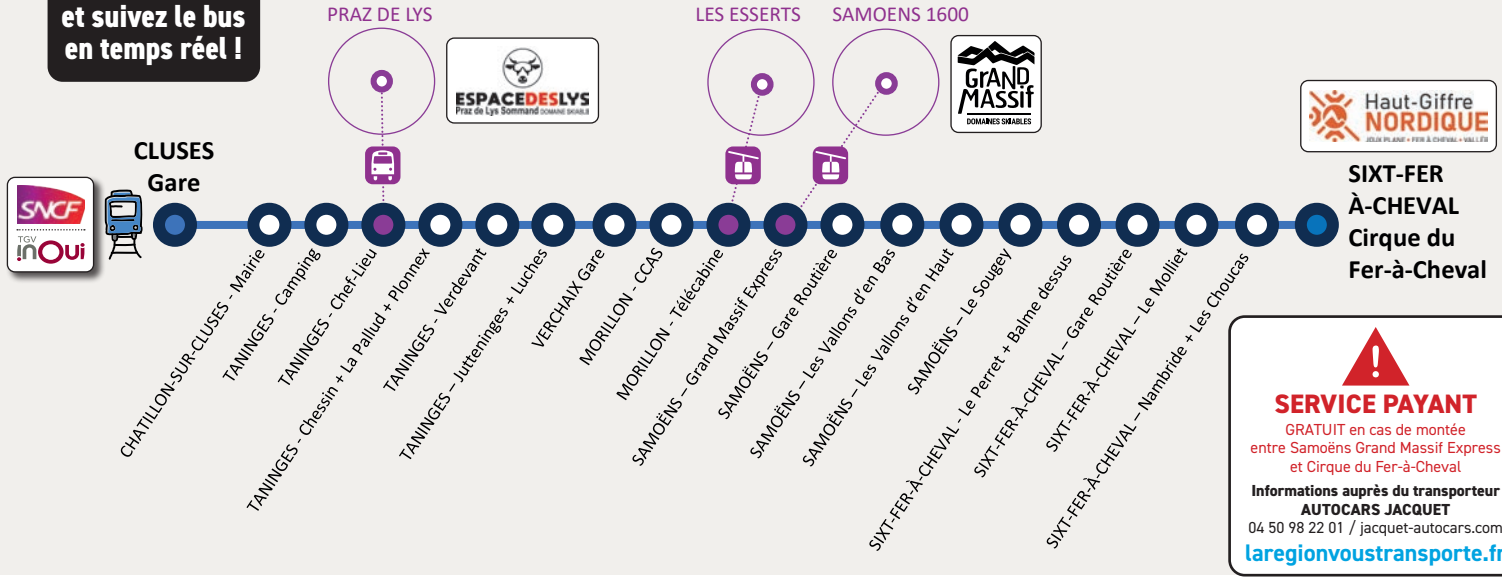 et suivez le bus
en temps réel !
PRAZ DE LYS
LES ESSERTS
SAMOENS 1600
ESPACEDESLYS
Praz de Lys Sommand DOMAINE SKIABLE
GrAND
MASSif
DOMAINES SKIABLES
Haut-Giffre
NORDIQUE
JOUX PLANE • FER À CHEVAL • VALLÉE
SNCF
TGV
inOui
CLUSES
Gare
CHATILLON-SUR-CLUSES - Mairie
TANINGES - Camping
TANINGES - Chef-Lieu
TANINGES - Chessin + La Pallud + Plonnex
TANINGES - Verdevant
TANINGES – Jutteninges + Luches
VERCHAIX Gare
MORILLON - CCAS
MORILLON - Télécabine
SAMOËNS – Grand Massif Express
SAMOËNS – Gare Routière
SAMOËNS – Les Vallons d'en Bas
SAMOËNS – Les Vallons d'en Haut
SAMOËNS – Le Sougey
SIXT-FER-À-CHEVAL - Le Perret + Balme dessus
SIXT-FER-À-CHEVAL – Gare Routière
SIXT-FER-À-CHEVAL – Le Molliet
SIXT-FER-À-CHEVAL – Nambride + Les Choucas
SIXT-FER
À-CHEVAL
Cirque du
Fer-à-Cheval
!
SERVICE PAYANT
GRATUIT en cas de montée
entre Samoëns Grand Massif Express
et Cirque du Fer-à-Cheval
Informations auprès du transporteur
AUTOCARS JACQUET
04 50 98 22 01 / jacquet-autocars.com
laregionvoustransporte.fr